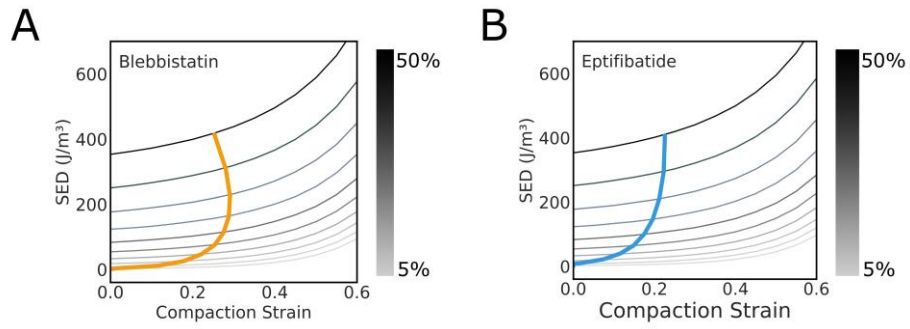 A
Blebbistatin
SED (J/m³)
600
400
200
0
0.0 0.2 0.4 0.6
Compaction Strain
50%
5%
B
Eptifibatide
SED (J/m³)
600
400
200
0
0.0 0.2 0.4 0.6
Compaction Strain
50%
5%